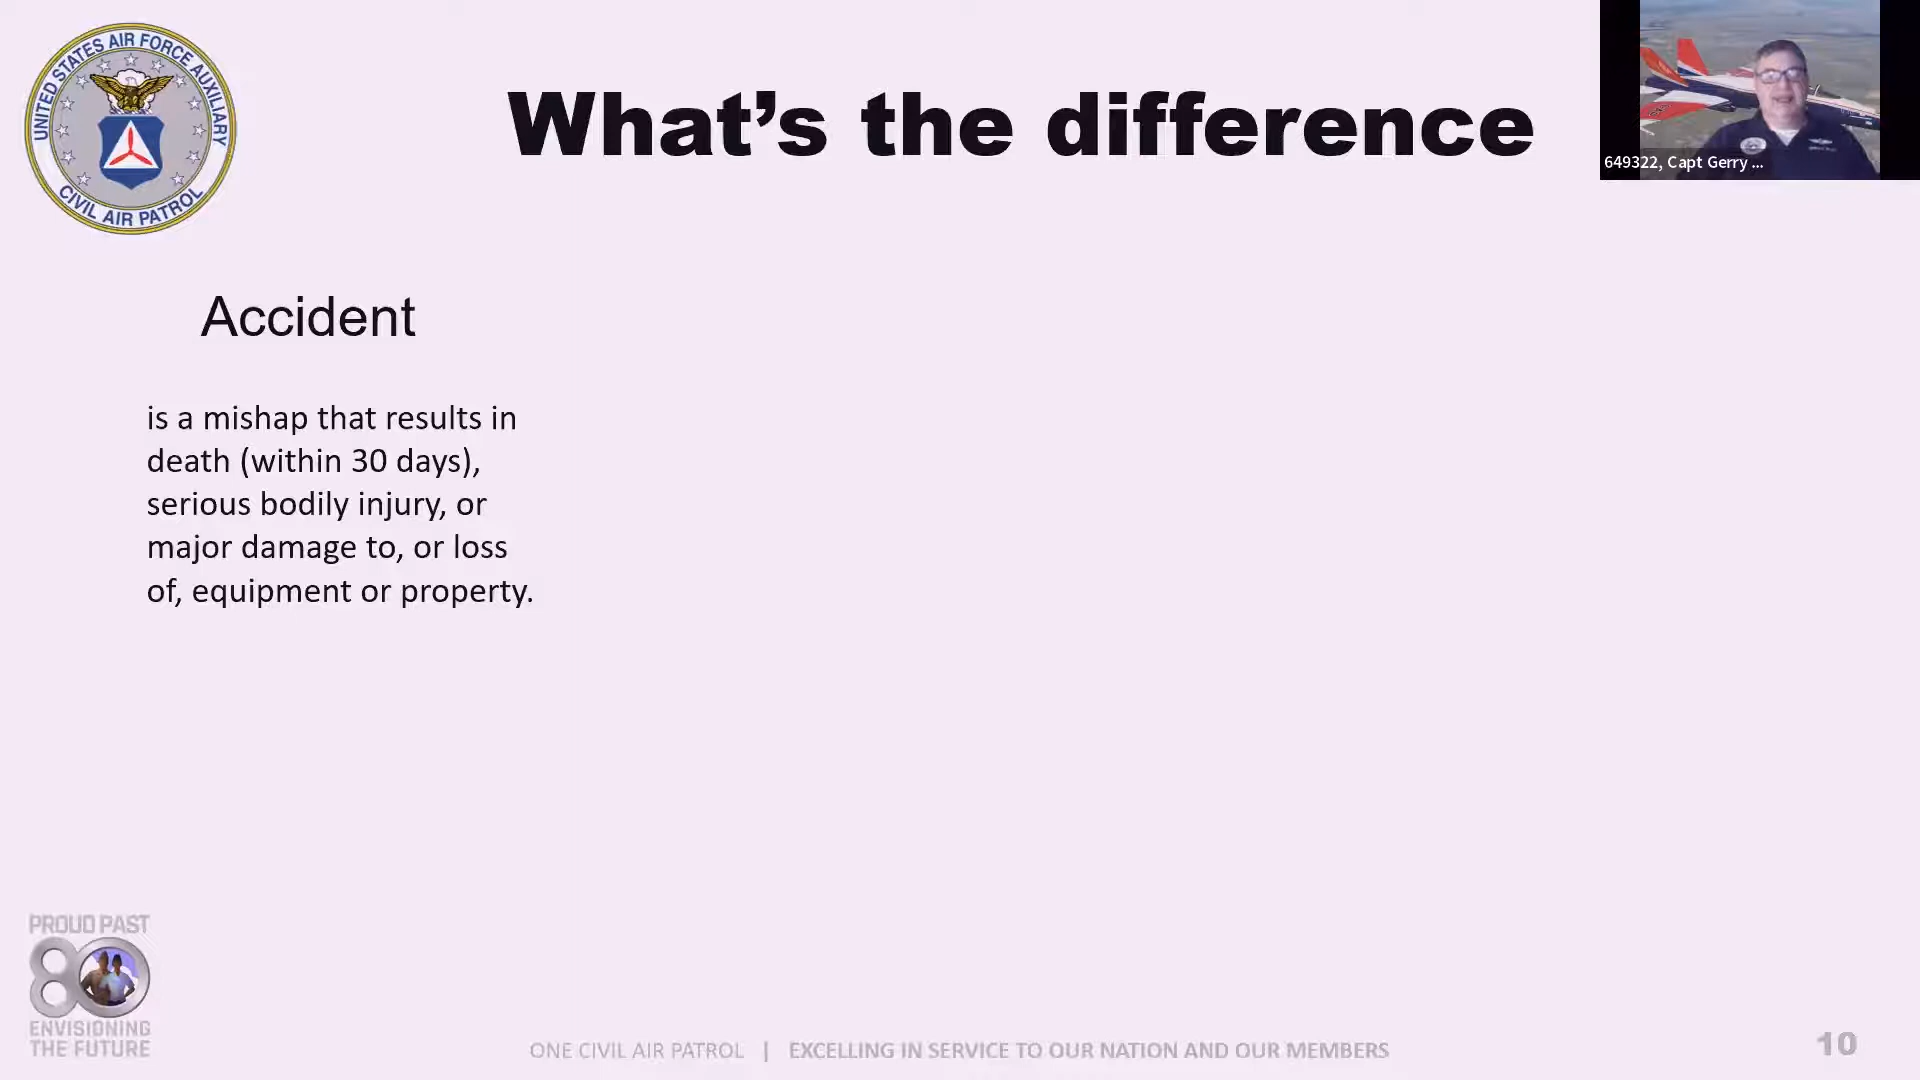 UNITED STATES AIR FORCE AUXILIARY
CIVIL AIR PATROL
What’s the difference
649322, Capt Gerry ...
Accident
is a mishap that results in
death (within 30 days),
serious bodily injury, or
major damage to, or loss
of, equipment or property.
PROUD PAST
80
ENVISIONING
THE FUTURE
ONE CIVIL AIR PATROL | EXCELLING IN SERVICE TO OUR NATION AND OUR MEMBERS
10